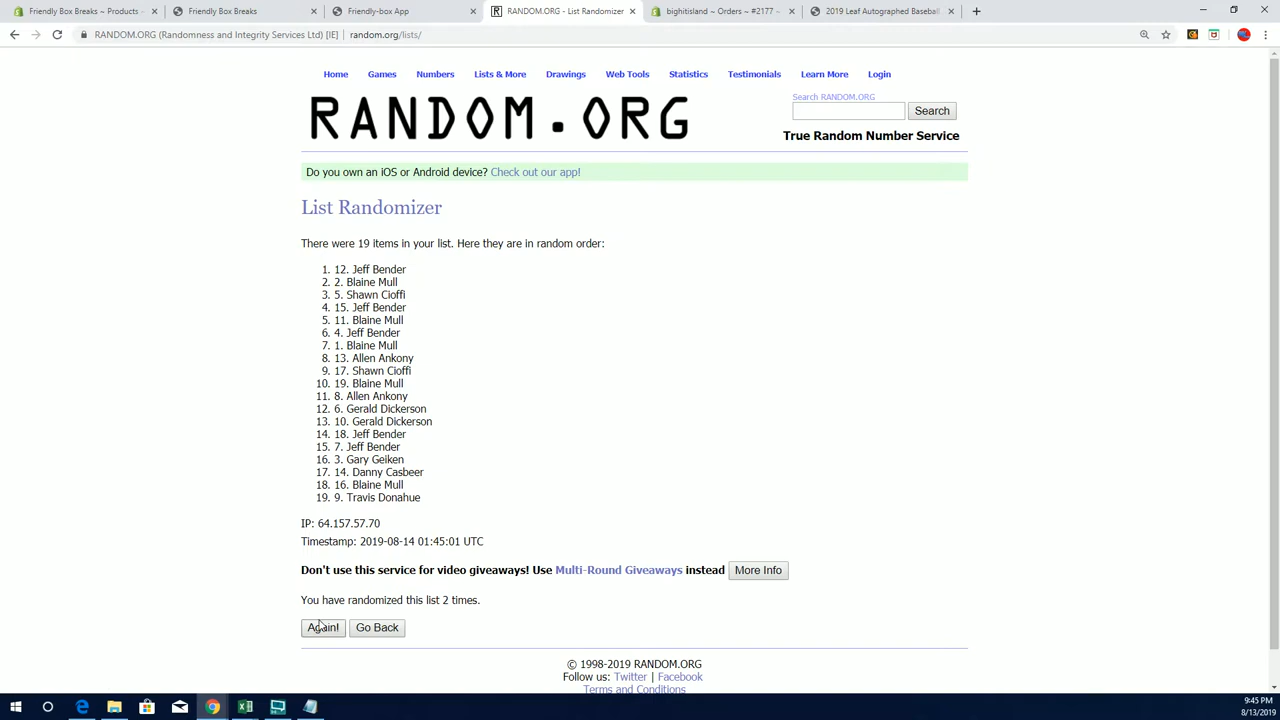 Friendly Box Breaks ~ Products
Friendly Box Breaks
Friendly-box App
RANDOM.ORG - List Randomizer
bightisland ~ Orders ~ #2177 ~
2019 Leaf Autographed Baseball
RANDOM.ORG (Randomness and Integrity Services Ltd) [IE] | random.org/lists/
Home Games Numbers Lists & More Drawings Web Tools Statistics Testimonials Learn More Login
RANDOM.ORG
Search RANDOM.ORG
Search
True Random Number Service
Do you own an iOS or Android device? Check out our app!
List Randomizer
There were 19 items in your list. Here they are in random order:
1. 12. Jeff Bender
2. 2. Blaine Mull
3. 5. Shawn Cioffi
4. 15. Jeff Bender
5. 11. Blaine Mull
6. 4. Jeff Bender
7. 1. Blaine Mull
8. 13. Allen Ankony
9. 17. Shawn Cioffi
10. 19. Blaine Mull
11. 8. Allen Ankony
12. 6. Gerald Dickerson
13. 10. Gerald Dickerson
14. 18. Jeff Bender
15. 7. Jeff Bender
16. 3. Gary Geiken
17. 14. Danny Casbeer
18. 16. Blaine Mull
19. 9. Travis Donahue
IP: 64.157.57.70
Timestamp: 2019-08-14 01:45:01 UTC
Don't use this service for video giveaways! Use Multi-Round Giveaways instead More Info
You have randomized this list 2 times.
Again! Go Back
© 1998-2019 RANDOM.ORG
Follow us: Twitter | Facebook
Terms and Conditions
9:45 PM
8/13/2019